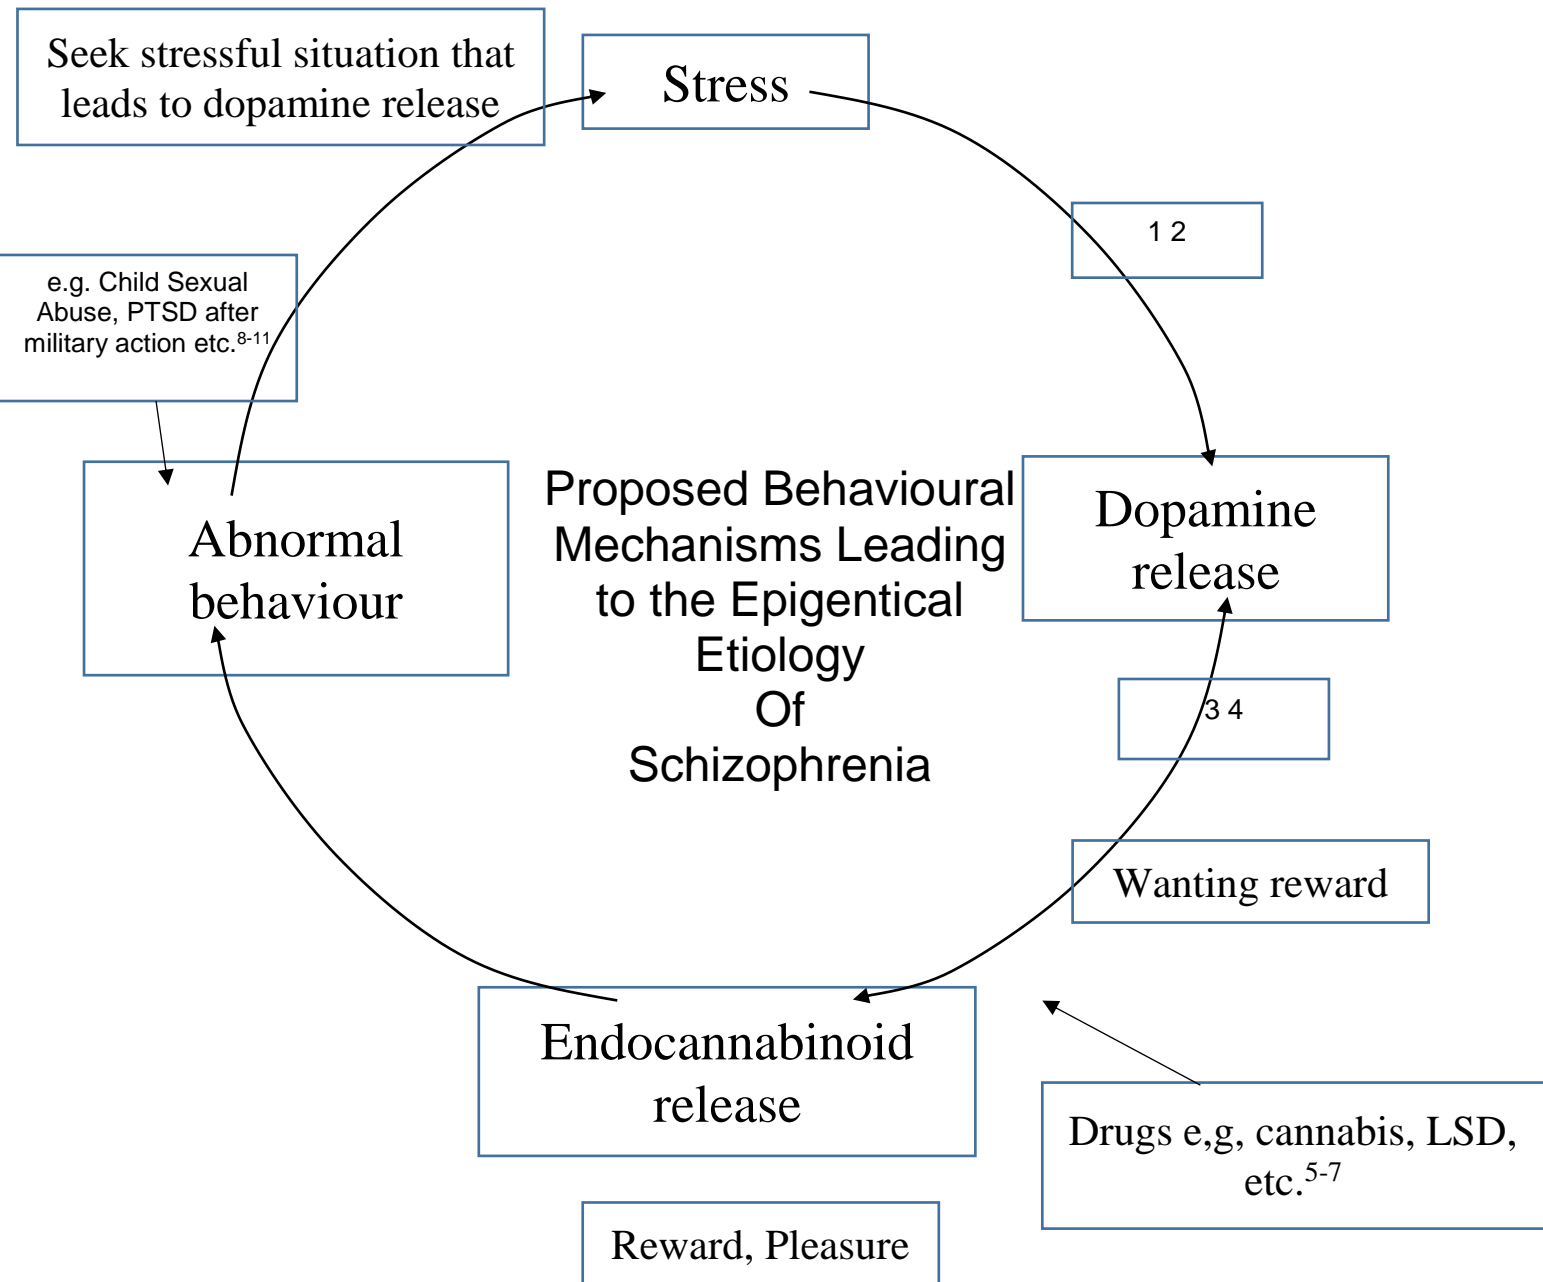 Seek stressful situation that
leads to dopamine release
Stress
1 2
e.g. Child Sexual
Abuse, PTSD after
military action etc.8-11
Abnormal
behaviour
Proposed Behavioural
Mechanisms Leading
to the Epigentical
Etiology
Of
Schizophrenia
Dopamine
release
3 4
Wanting reward
Endocannabinoid
release
Drugs e,g, cannabis, LSD,
etc.5-7
Reward, Pleasure